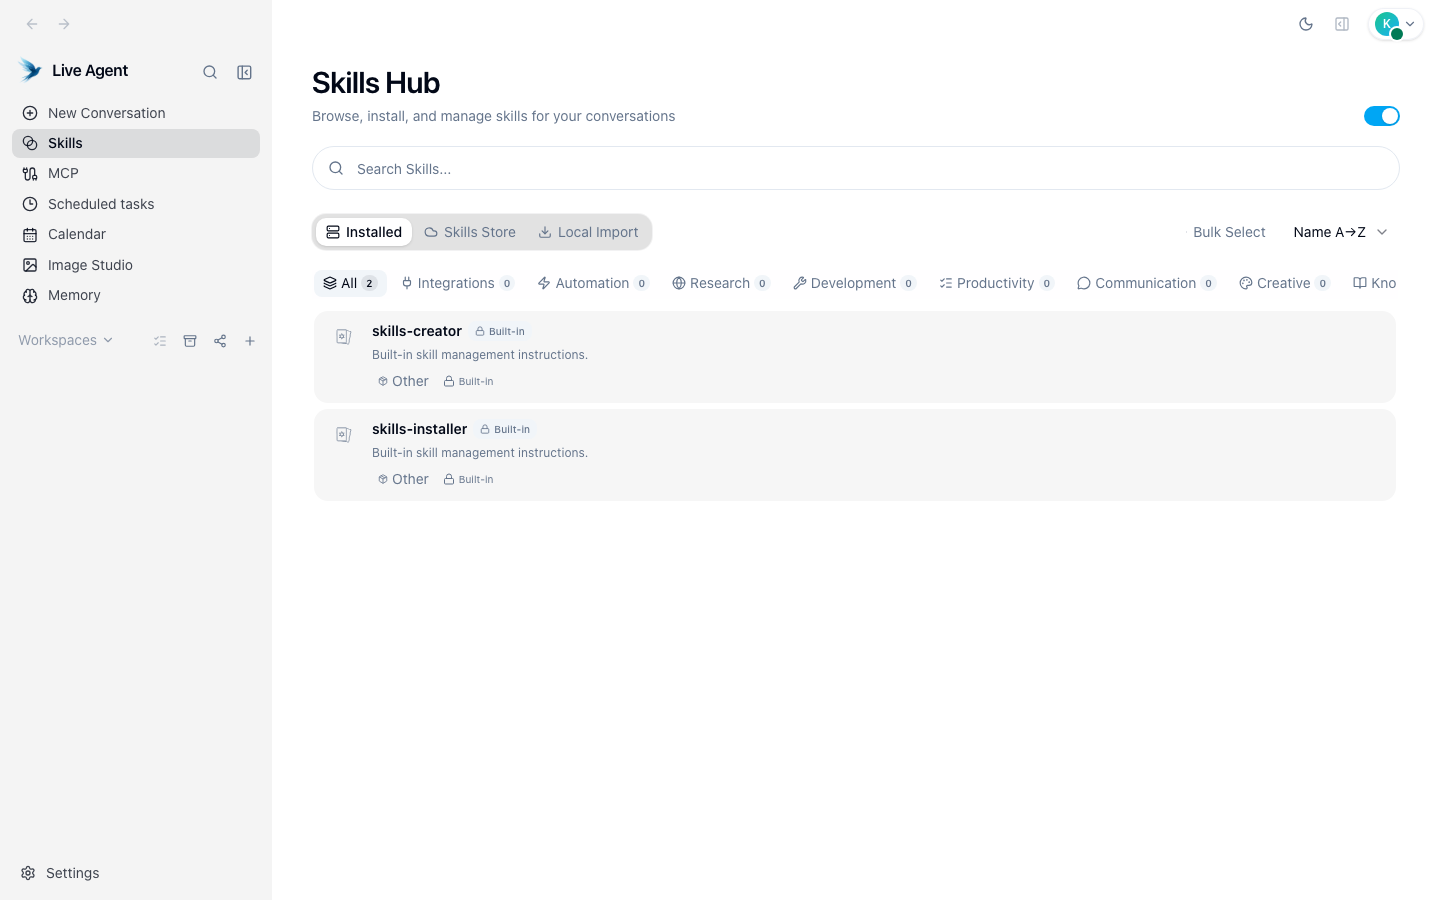 Live Agent
New Conversation
Skills
MCP
Scheduled tasks
Calendar
Image Studio
Memory
Workspaces
Settings
K
Skills Hub
Browse, install, and manage skills for your conversations
Search Skills...
Installed Skills Store Local Import Bulk Select Name A→Z
All 2 Integrations 0 Automation 0 Research 0 Development 0 Productivity 0 Communication 0 Creative 0 Kno
skills-creator Built-in
Built-in skill management instructions.
Other Built-in
skills-installer Built-in
Built-in skill management instructions.
Other Built-in